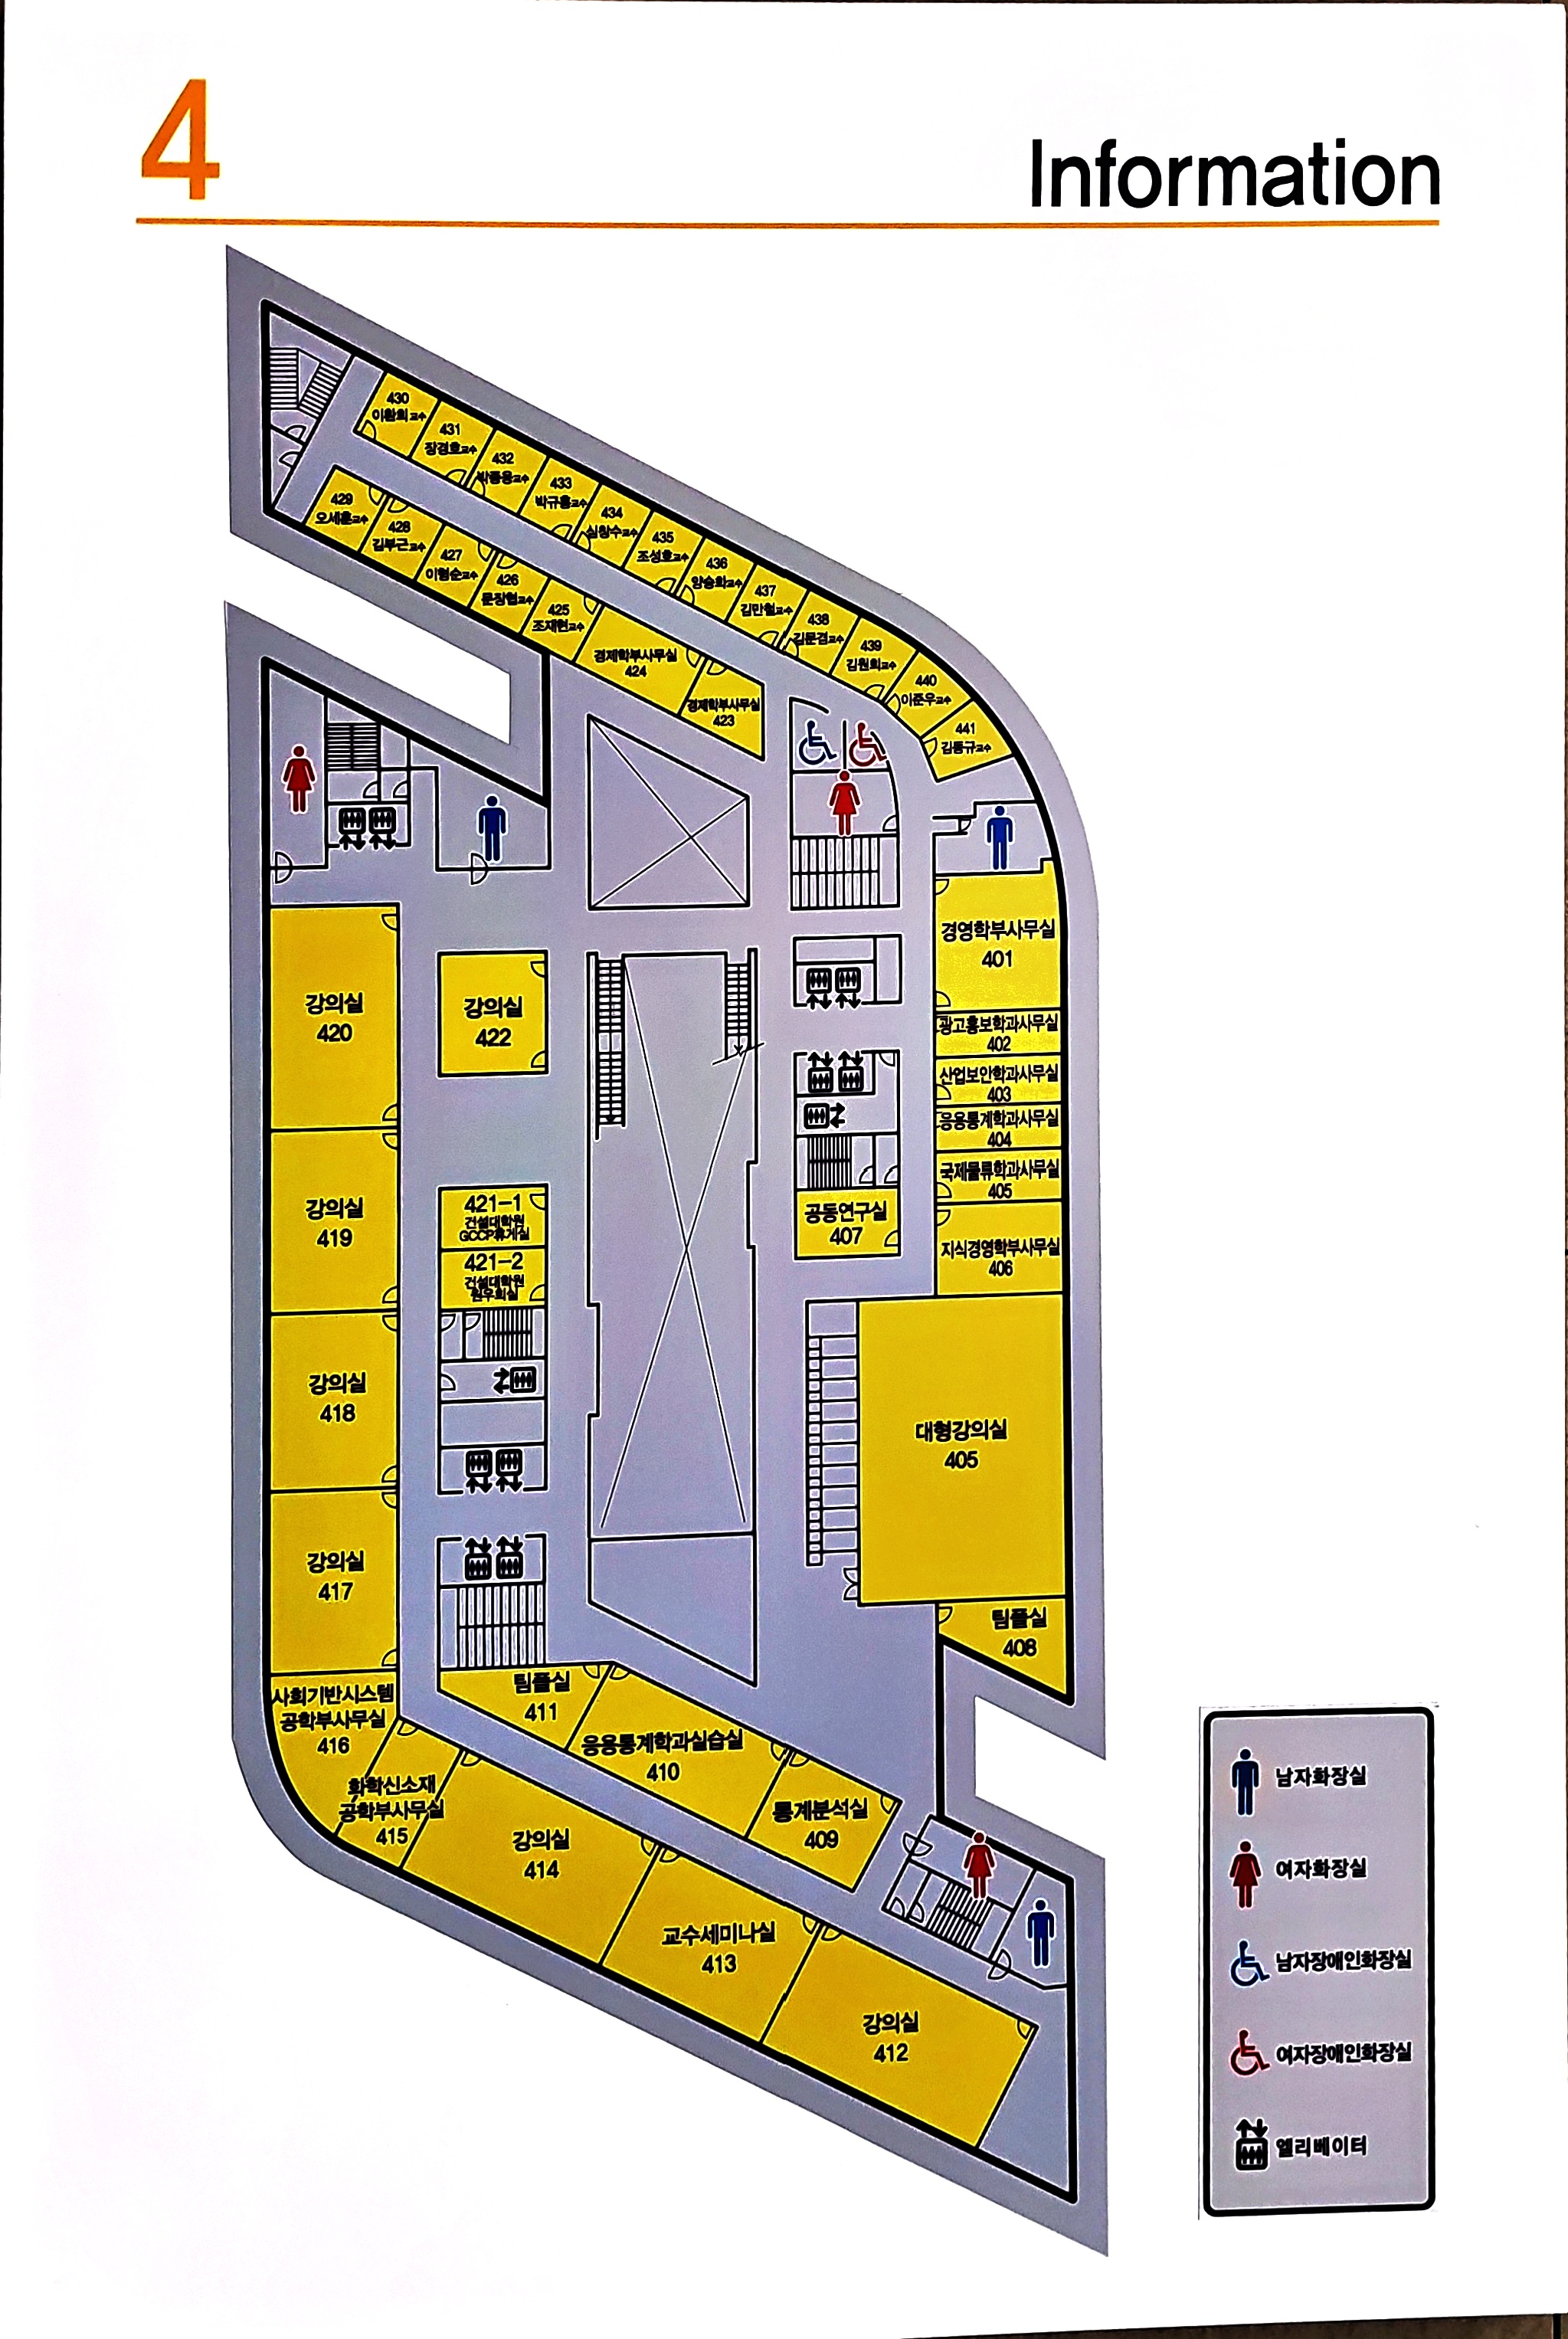 4
Information
430
이황희교수
431
장경호교수
432
박종용교수
433
박규홍교수
434
심창수교수
435
조성호교수
436
양승학교수
437
김만철교수
438
김문겸교수
439
김원희교수
440
이준우교수
441
김동규교수
429
오세훈교수
428
김부근교수
427
이형순교수
426
문장협교수
425
조재현교수
경제학부사무실
424
경제학부사무실
423
경영학부사무실
401
광고홍보학과사무실
402
산업보안학과사무실
403
응용통계학과사무실
404
국제물류학과사무실
405
지식경영학부사무실
406
공동연구실
407
대형강의실
405
팀플실
408
강의실
420
강의실
422
강의실
419
421-1
건설대학원
GCCP휴게실
421-2
건설대학원
원우회실
강의실
418
강의실
417
사회기반시스템
공학부사무실
416
화학신소재
공학부사무실
415
팀플실
411
응용통계학과실습실
410
통계분석실
409
강의실
414
교수세미나실
413
강의실
412
남자화장실
여자화장실
남자장애인화장실
여자장애인화장실
엘리베이터